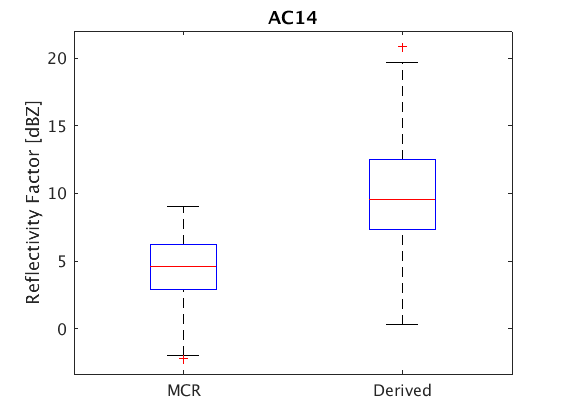 AC14
Reflectivity Factor [dBZ]
20
15
10
5
0
MCR
Derived